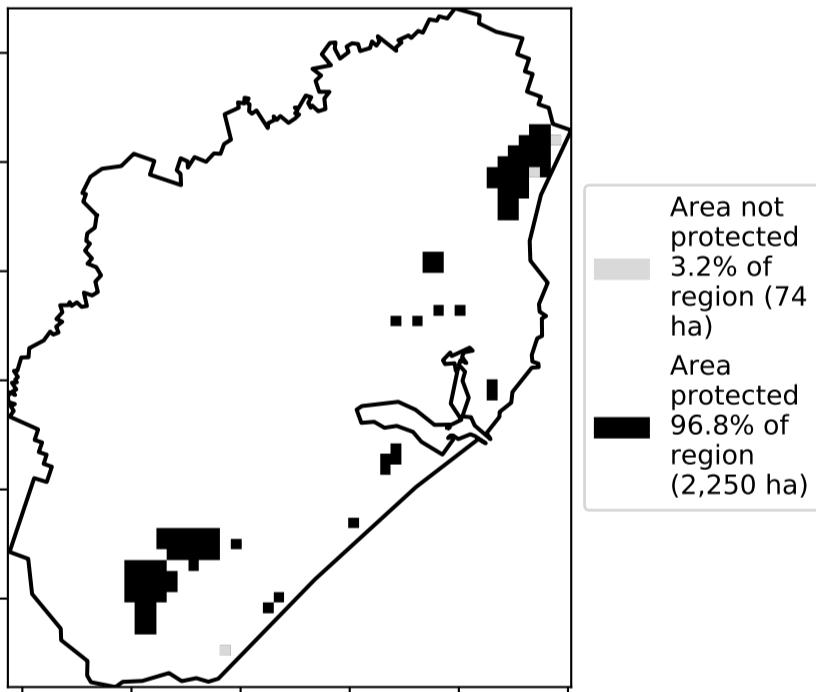 Area not
protected
3.2% of
region (74
ha)
Area
protected
96.8% of
region
(2,250 ha)